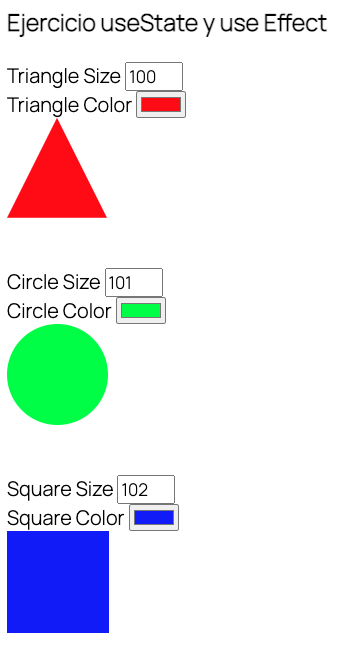 Ejercicio useState y use Effect
Triangle Size 100
Triangle Color
Circle Size 101
Circle Color
Square Size 102
Square Color